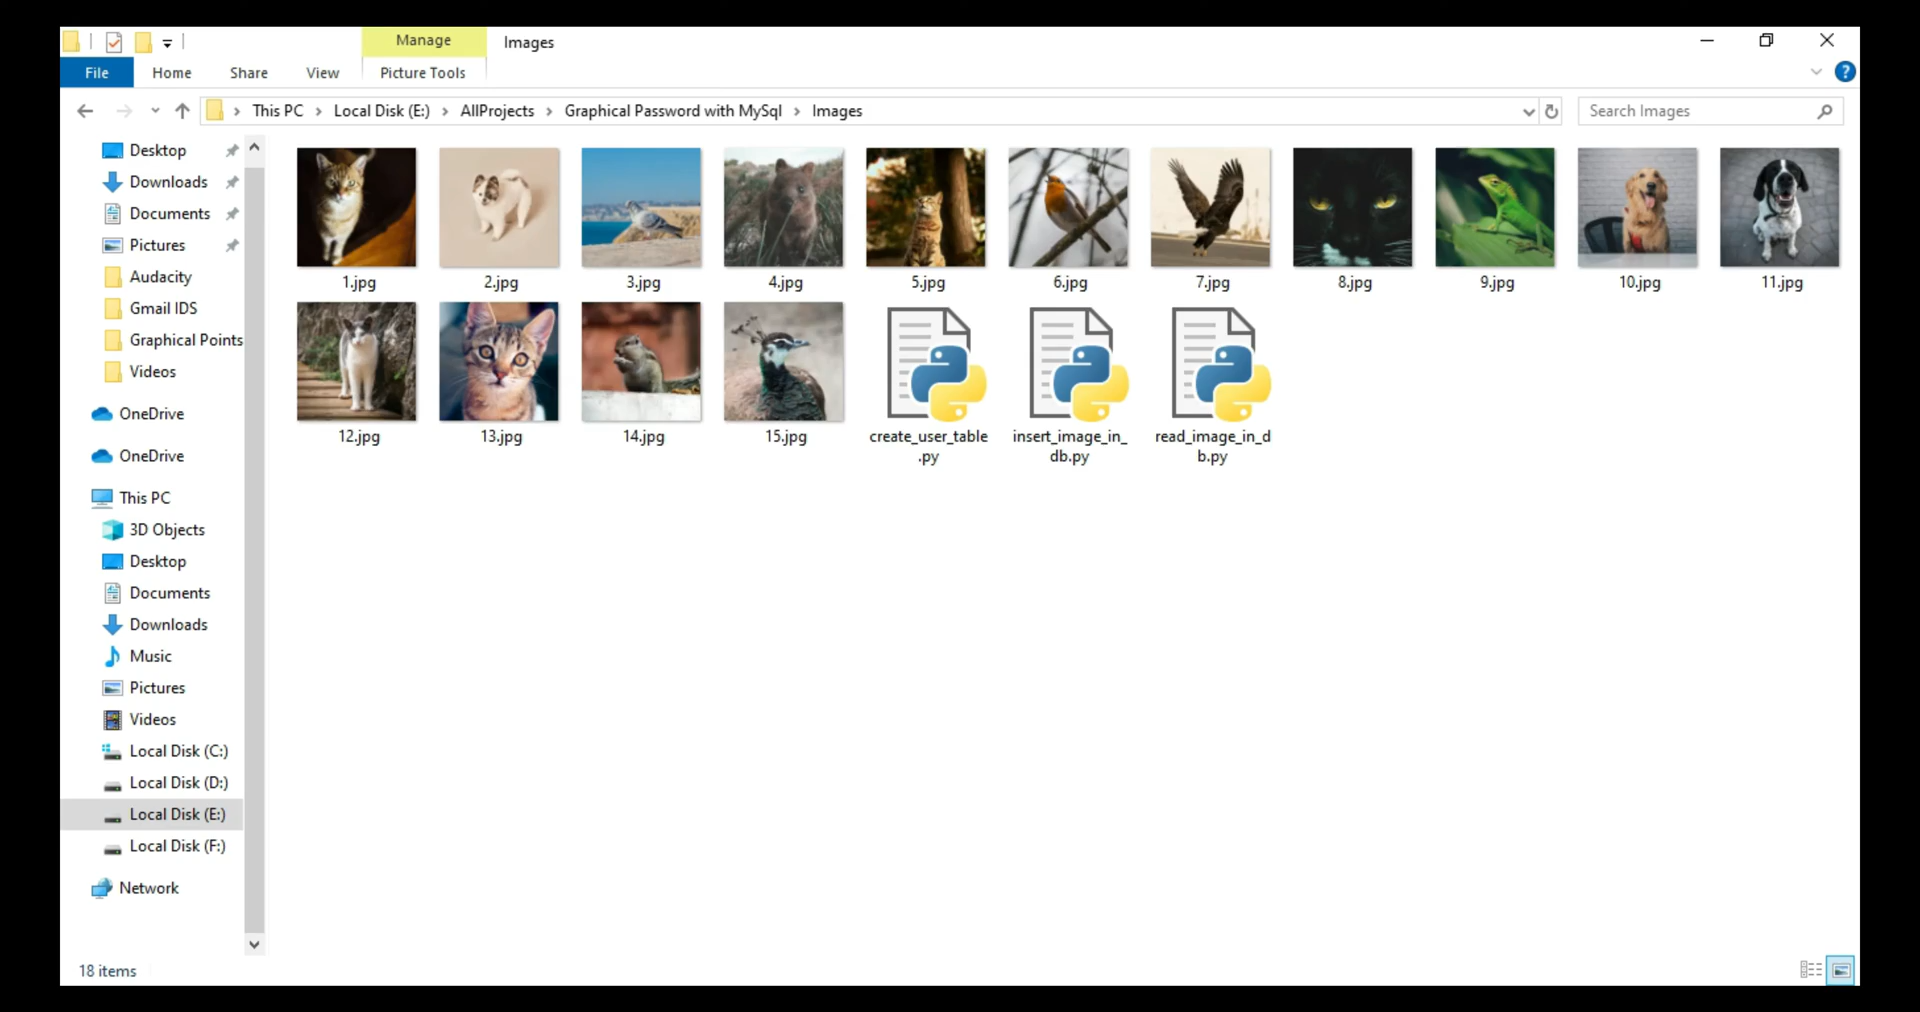 Manage Images
File Home Share View Picture Tools
This PC Local Disk (E:) AllProjects Graphical Password with MySql Images Search Images
Desktop
Downloads
Documents
Pictures
Audacity
Gmail IDS
Graphical Points
Videos
OneDrive
OneDrive
This PC
3D Objects
Desktop
Documents
Downloads
Music
Pictures
Videos
Local Disk (C:)
Local Disk (D:)
Local Disk (E:)
Local Disk (F:)
Network
1.jpg 2.jpg 3.jpg 4.jpg 5.jpg 6.jpg 7.jpg 8.jpg 9.jpg 10.jpg 11.jpg
12.jpg 13.jpg 14.jpg 15.jpg create_user_table insert_image_in_ read_image_in_d
.py db.py b.py
18 items